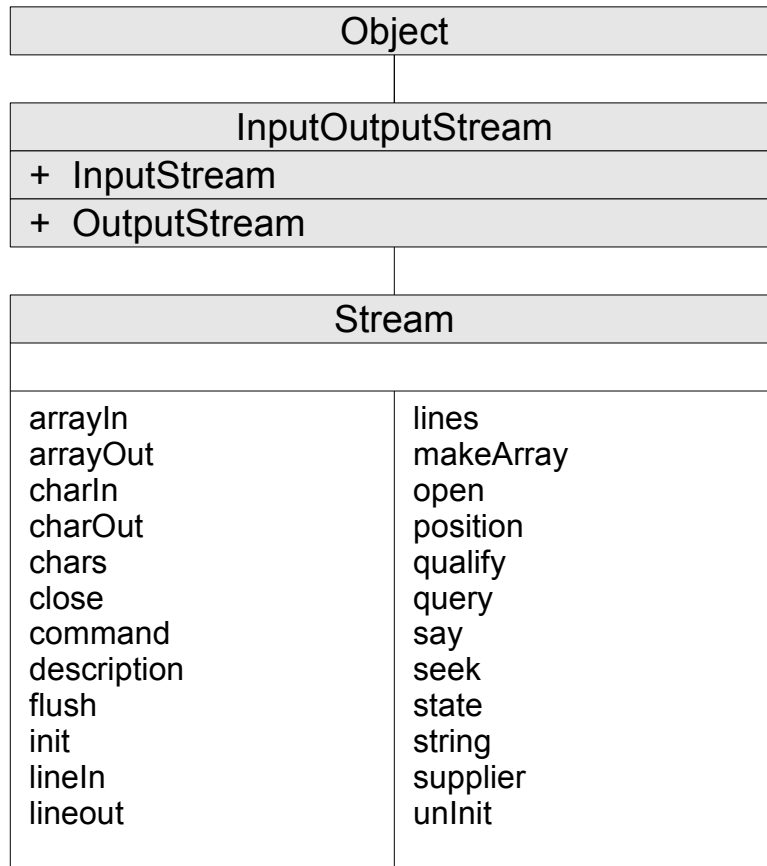 Object
InputOutputStream
+ InputStream
+ OutputStream
Stream
arrayIn
arrayOut
charIn
charOut
chars
close
command
description
flush
init
lineIn
lineout
lines
makeArray
open
position
qualify
query
say
seek
state
string
supplier
unInit